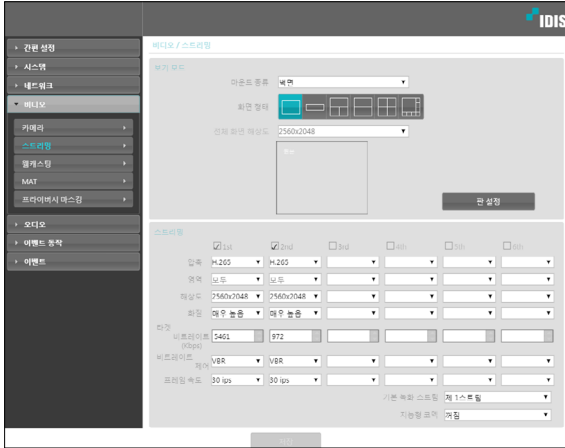 IDIS
간편 설정
시스템
네트워크
비디오
카메라
스트리밍
웹캐스팅
MAT
프라이버시 마스킹
오디오
이벤트 동작
이벤트
비디오 / 스트리밍
보기 모드
마운트 종류 벽면
화면 형태
전체 화면 해상도 2560x2048
판 설정
스트리밍
1st 2nd 3rd 4th 5th 6th
압축 H.265 H.265
영역 모두 모두
해상도 2560x2048 2560x2048
화질 매우 높음 매우 높음
타겟
비트레이트 5461 972
(Kbps)
비트레이트 VBR VBR
제어
프레임 속도 30 ips 30 ips
기본 녹화 스트림 제 1스트림
지능형 코덱 꺼짐